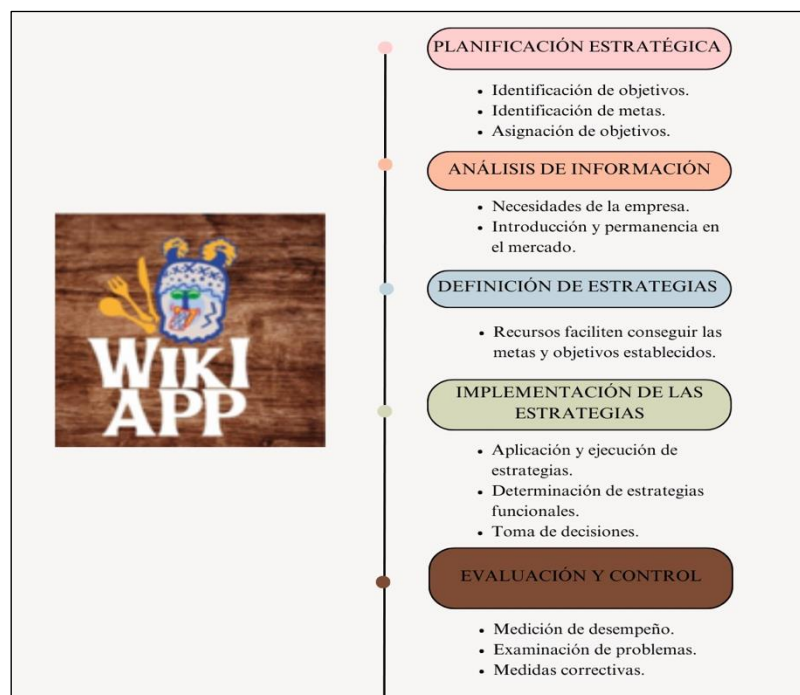 PLANIFICACIÓN ESTRATÉGICA
• Identificación de objetivos.
• Identificación de metas.
• Asignación de objetivos.
ANÁLISIS DE INFORMACIÓN
• Necesidades de la empresa.
• Introducción y permanencia en
el mercado.
WIKI
APP
DEFINICIÓN DE ESTRATEGIAS
• Recursos faciliten conseguir las
metas y objetivos establecidos.
IMPLEMENTACIÓN DE LAS
ESTRATEGIAS
• Aplicación y ejecución de
estrategias.
• Determinación de estrategias
funcionales.
• Toma de decisiones.
EVALUACIÓN Y CONTROL
• Medición de desempeño.
• Examinación de problemas.
• Medidas correctivas.